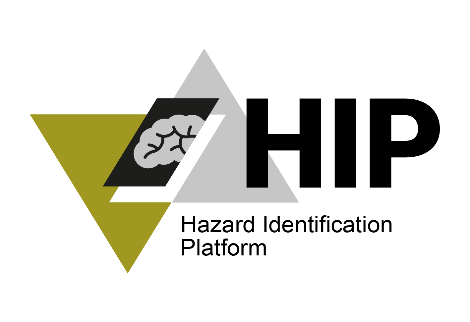 HIP
Hazard Identification
Platform